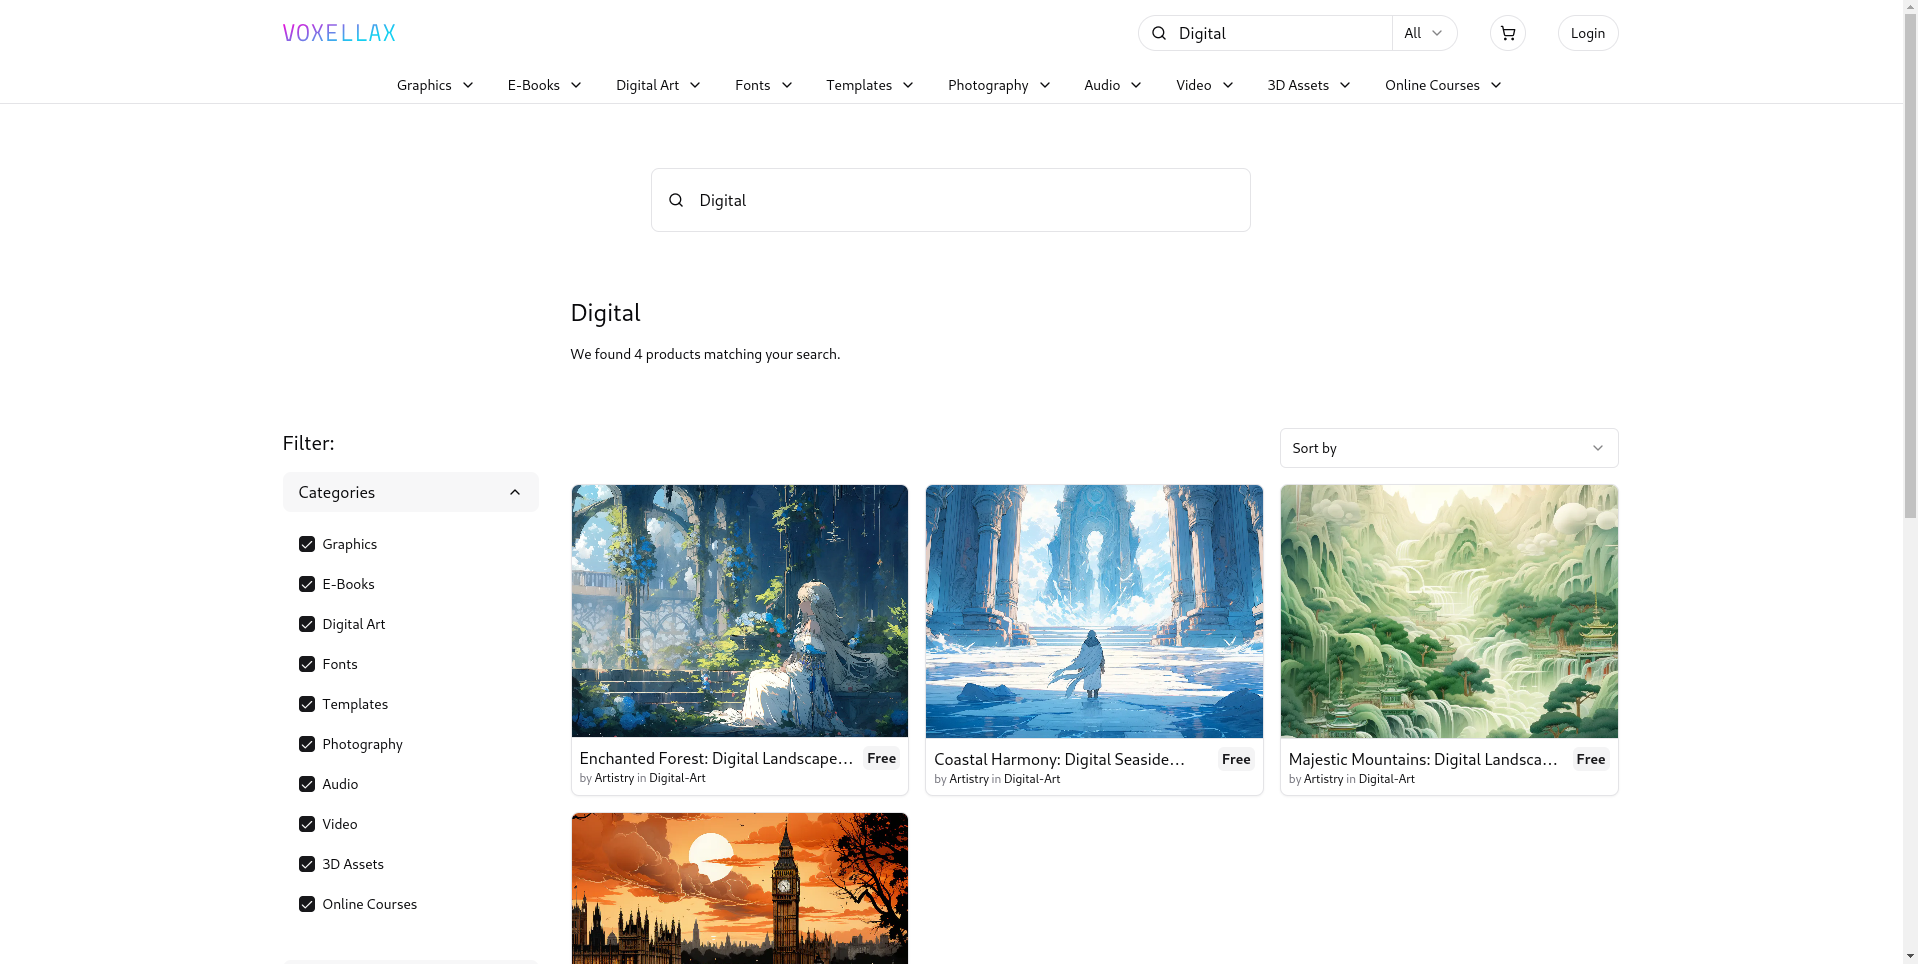 VOXELLAX
Digital
All
Login
Graphics
E-Books
Digital Art
Fonts
Templates
Photography
Audio
Video
3D Assets
Online Courses
Digital
Digital
We found 4 products matching your search.
Filter:
Sort by
Categories
Graphics
E-Books
Digital Art
Fonts
Templates
Photography
Audio
Video
3D Assets
Online Courses
Enchanted Forest: Digital Landscape...
Free
by Artistry in Digital-Art
Coastal Harmony: Digital Seaside...
Free
by Artistry in Digital-Art
Majestic Mountains: Digital Landsca...
Free
by Artistry in Digital-Art